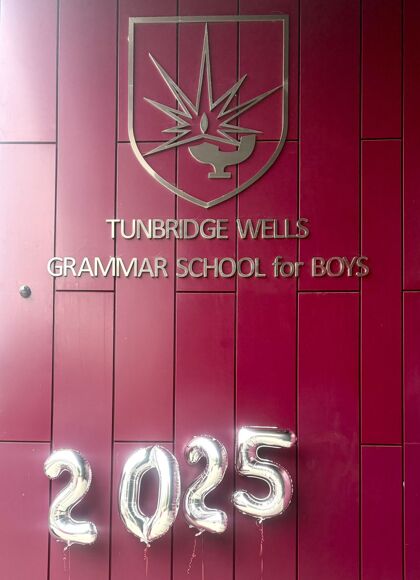 TUNBRIDGE WELLS
GRAMMAR SCHOOL for BOYS
2025